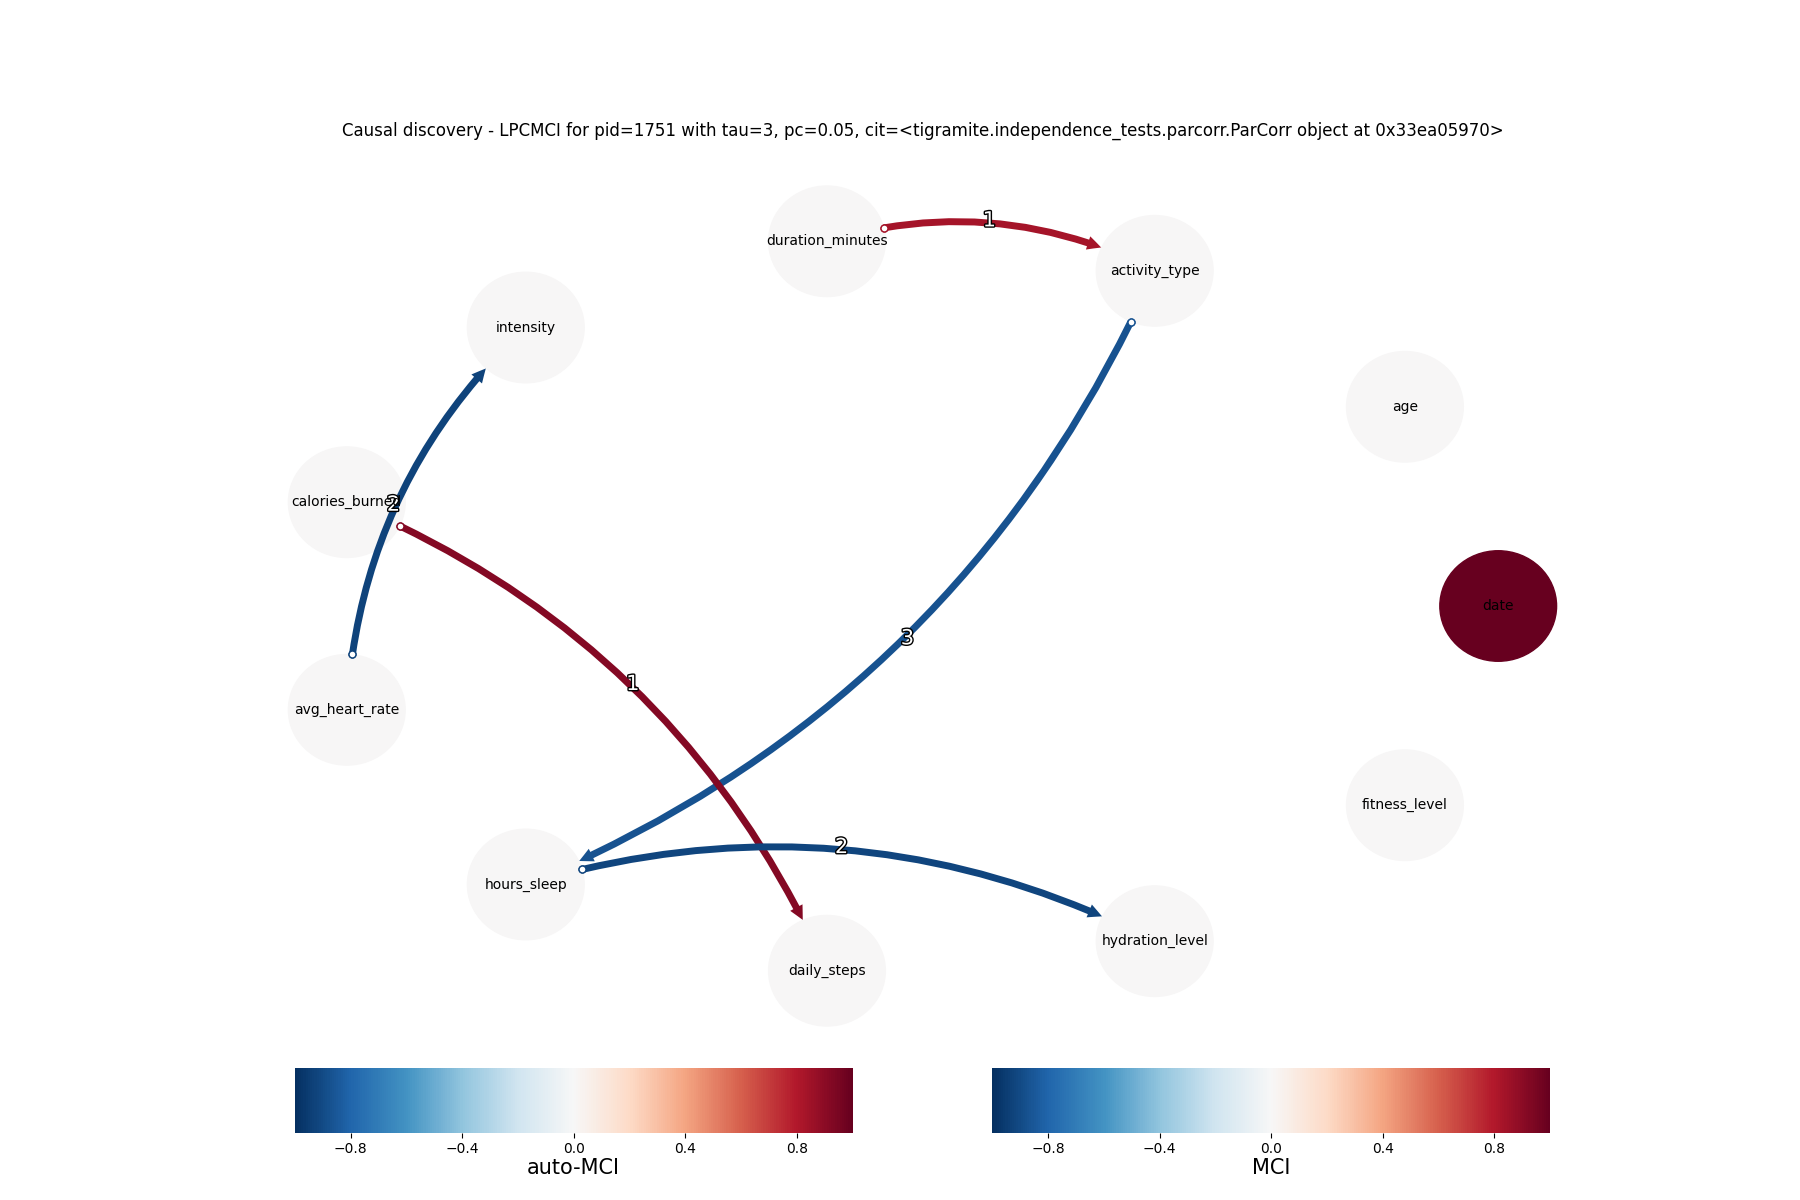 Causal discovery - LPCMCI for pid=1751 with tau=3, pc=0.05, cit=<tigramite.independence_tests.parcorr.ParCorr object at 0x33ea05970>
1
duration_minutes
activity_type
intensity
age
calories_burned
2
date
3
1
avg_heart_rate
fitness_level
2
hours_sleep
hydration_level
daily_steps
−0.8 −0.4 0.0 0.4 0.8
auto-MCI
−0.8 −0.4 0.0 0.4 0.8
MCI